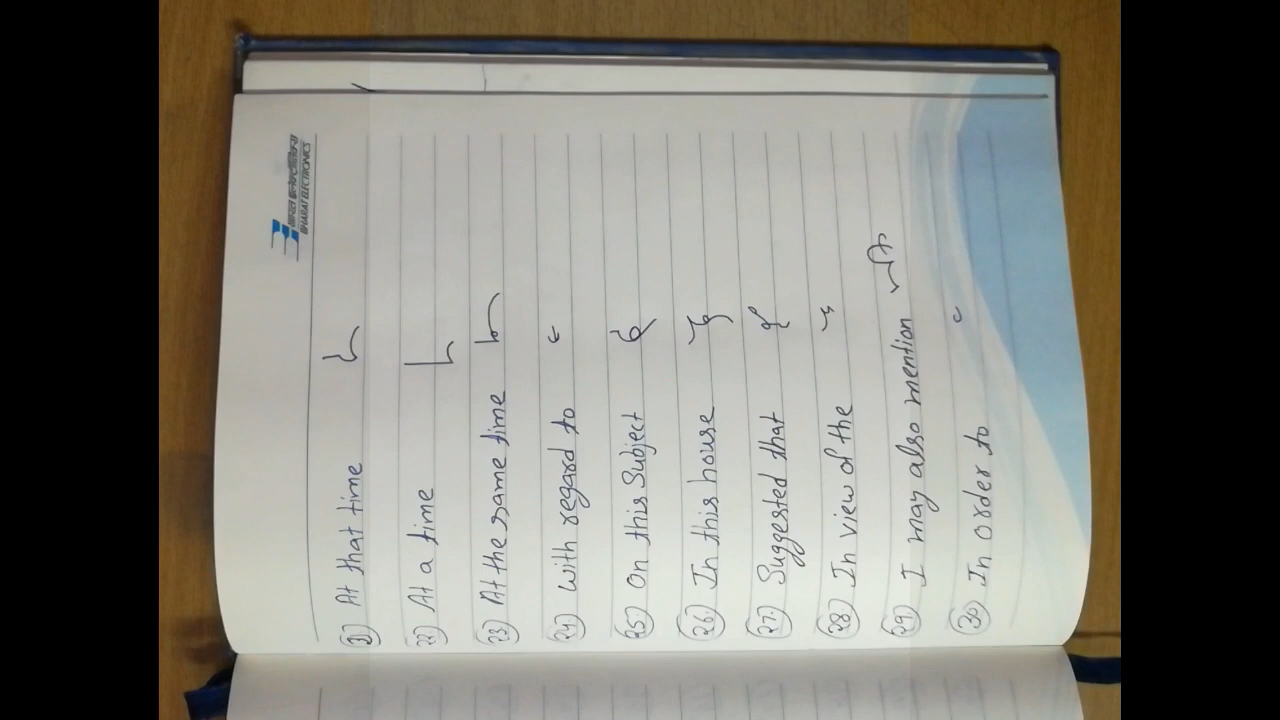 भारत इलेक्ट्रॉनिक्स
BHARAT ELECTRONICS
At that time
22) At a time
23) At the same time
24) With regard to
25) On this Subject
26.) In this house
27.) Suggested that
28) In view of the
29) I may also mention
30) In order to